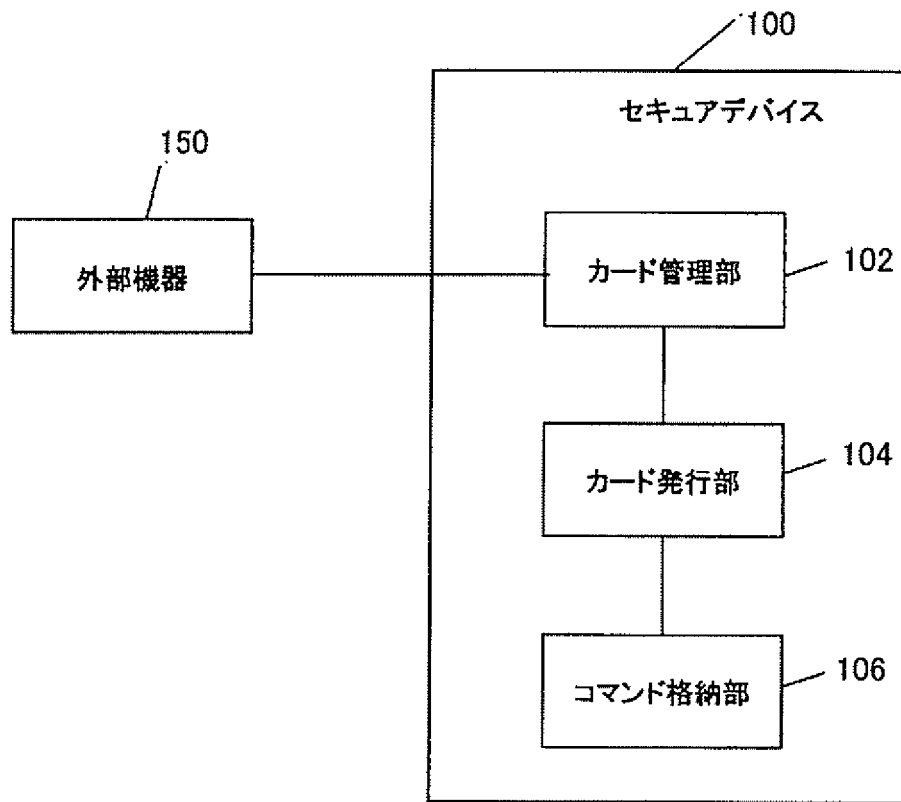 100
セキュアデバイス
150
外部機器
カード管理部
102
カード発行部
104
コマンド格納部
106